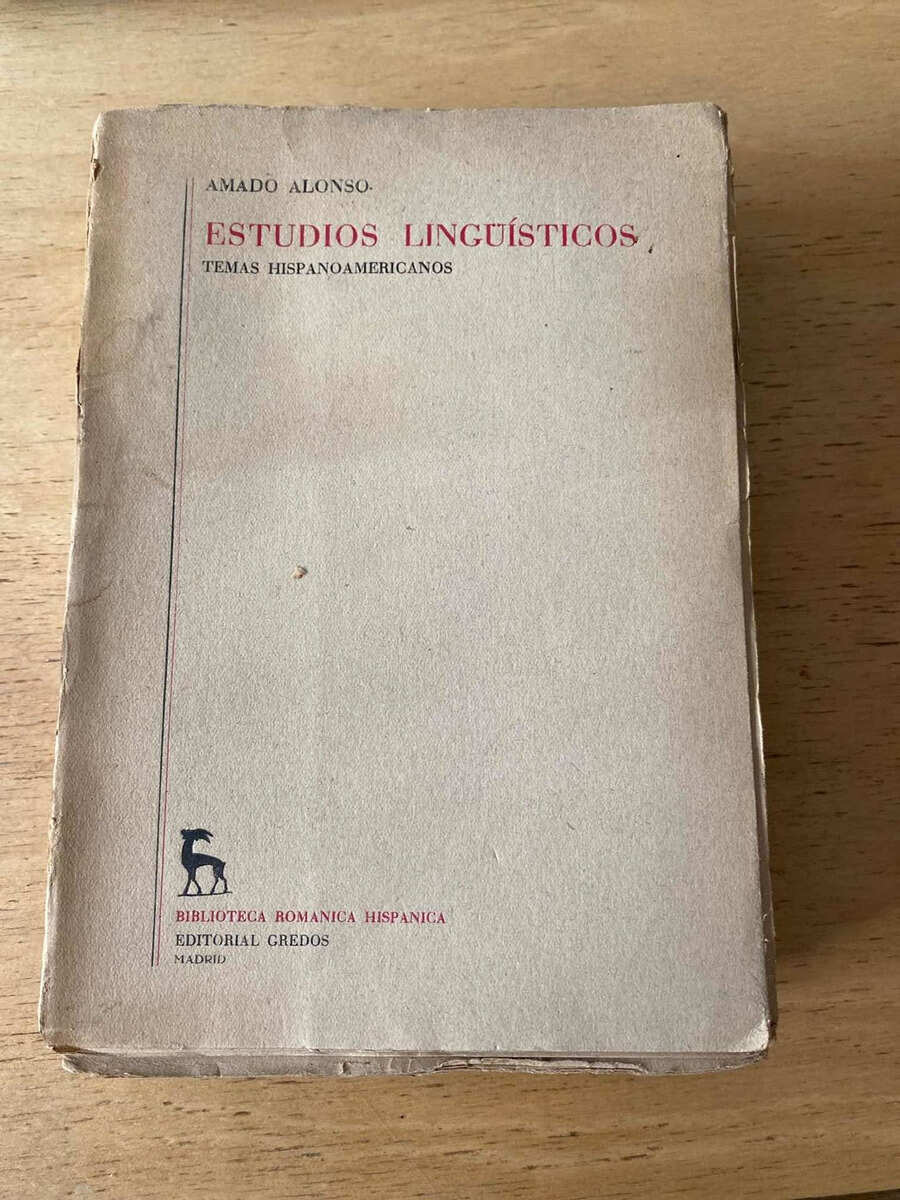 AMADO ALONSO
ESTUDIOS LINGÜÍSTICOS
TEMAS HISPANOAMERICANOS
BIBLIOTECA ROMANICA HISPANICA
EDITORIAL GREDOS
MADRID